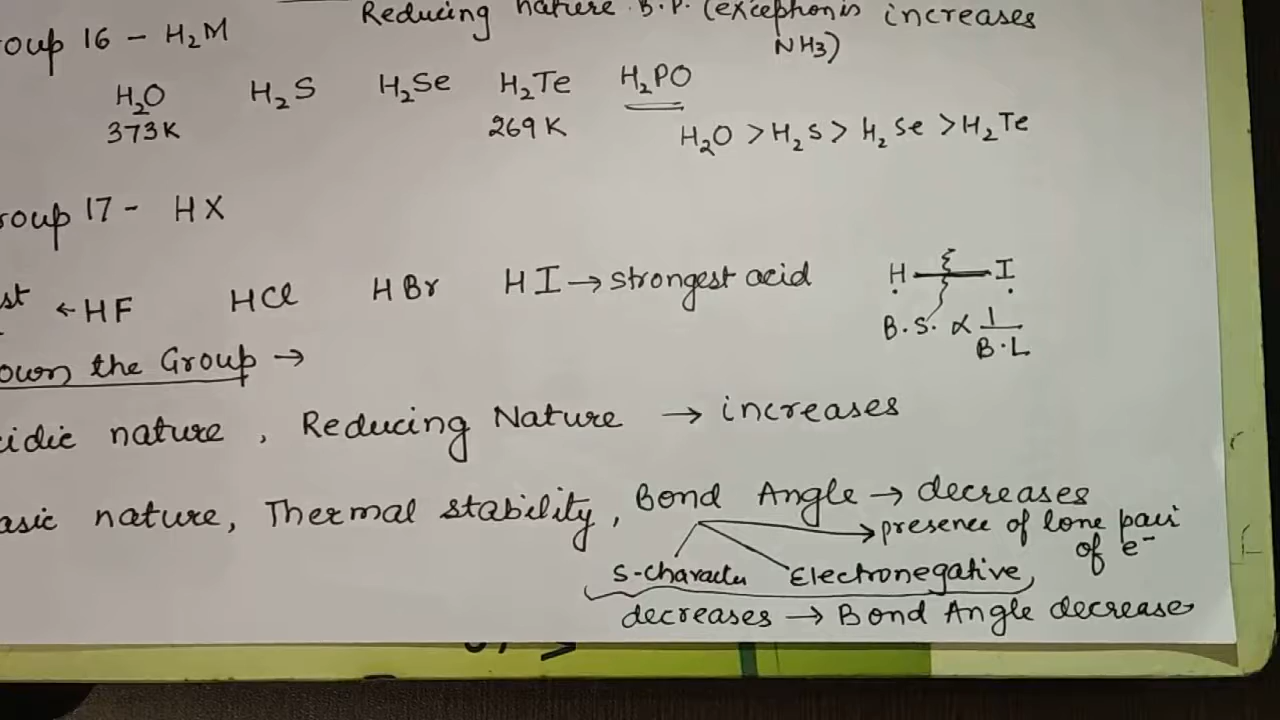 Reducing nature B.P. (exception is increases
NH3)
oup 16 - H₂M
H₂O H₂S H₂Se H₂Te H₂PO
373K 269K
H₂O > H₂S > H₂Se > H₂Te
roup 17 - HX
st ← HF HCl HBr HI → strongest acid
H — I
B.S. ∝ 1
B.L
own the Group →
idic nature, Reducing Nature → increases
asic nature, Thermal stability, Bond Angle → decreases
presence of lone pair
of e⁻
S-character Electronegative,
decreases → Bond Angle decrease